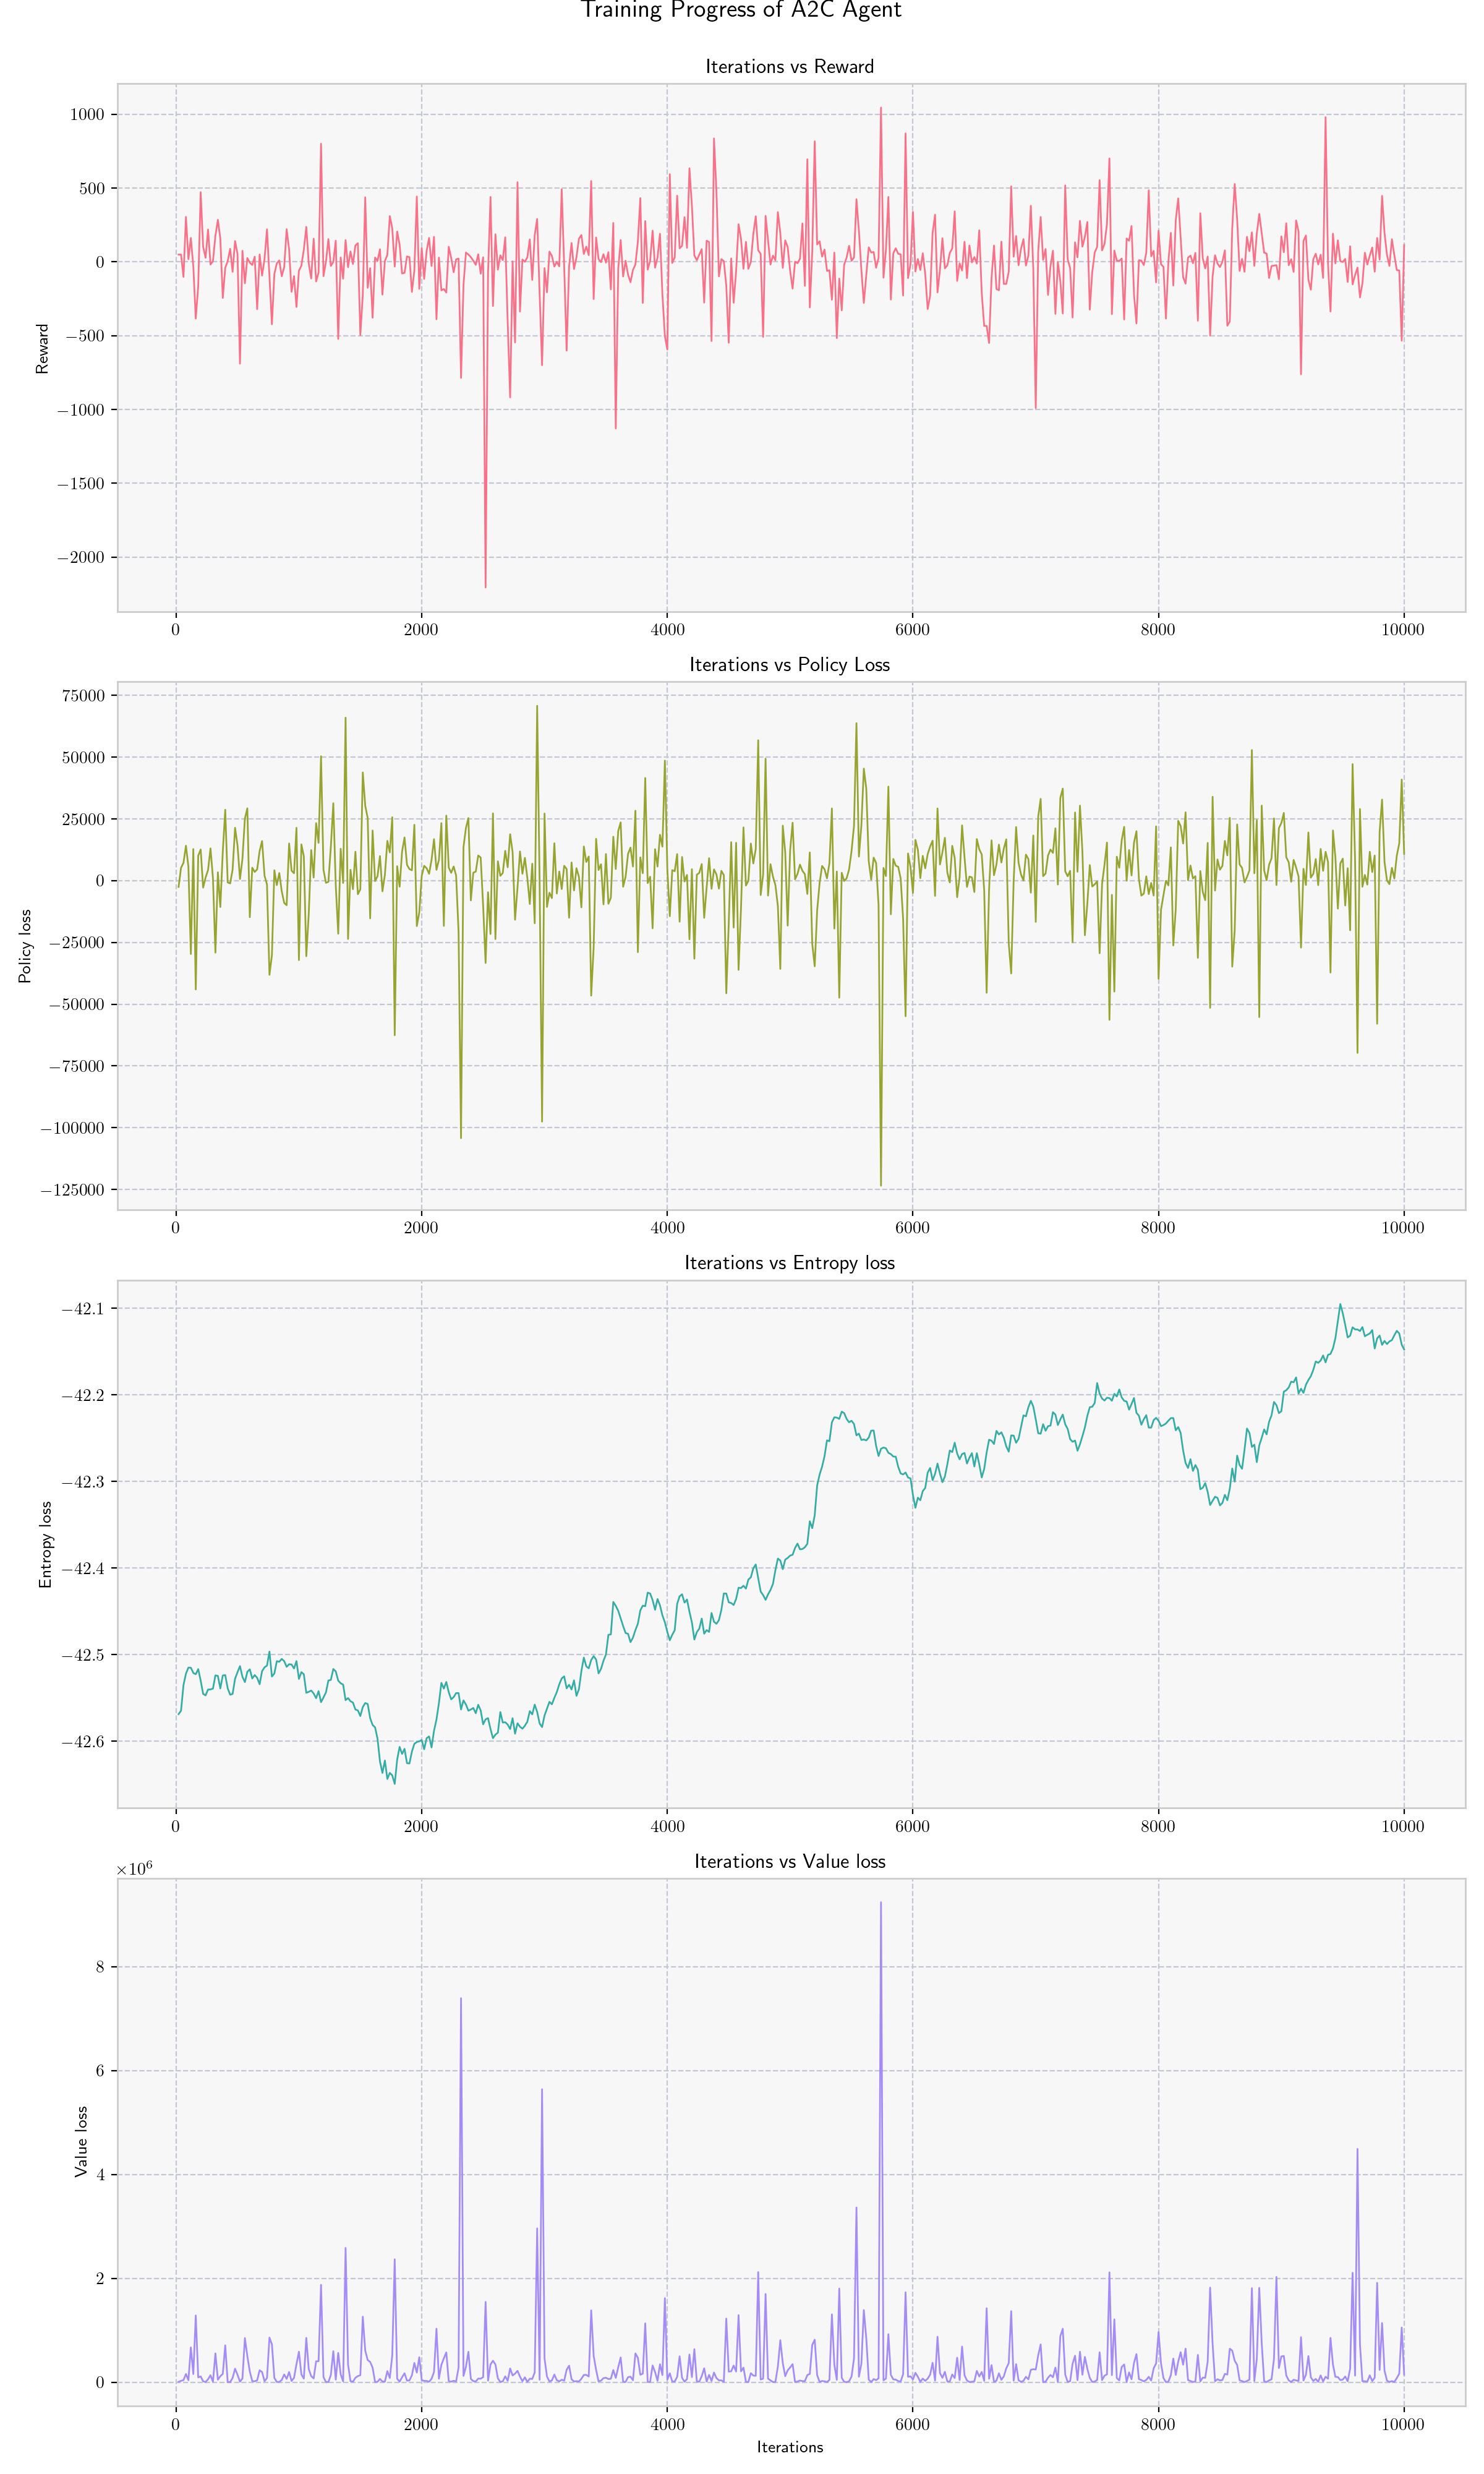 Training Progress of A2C Agent
Iterations vs Reward
1000
500
0
−500
−1000
−1500
−2000
Reward
0 2000 4000 6000 8000 10000
Iterations vs Policy Loss
75000
50000
25000
0
−25000
−50000
−75000
−100000
−125000
Policy loss
0 2000 4000 6000 8000 10000
Iterations vs Entropy loss
−42.1
−42.2
−42.3
−42.4
−42.5
−42.6
Entropy loss
0 2000 4000 6000 8000 10000
Iterations vs Value loss
×10⁶
8
6
4
2
0
Value loss
0 2000 4000 6000 8000 10000
Iterations